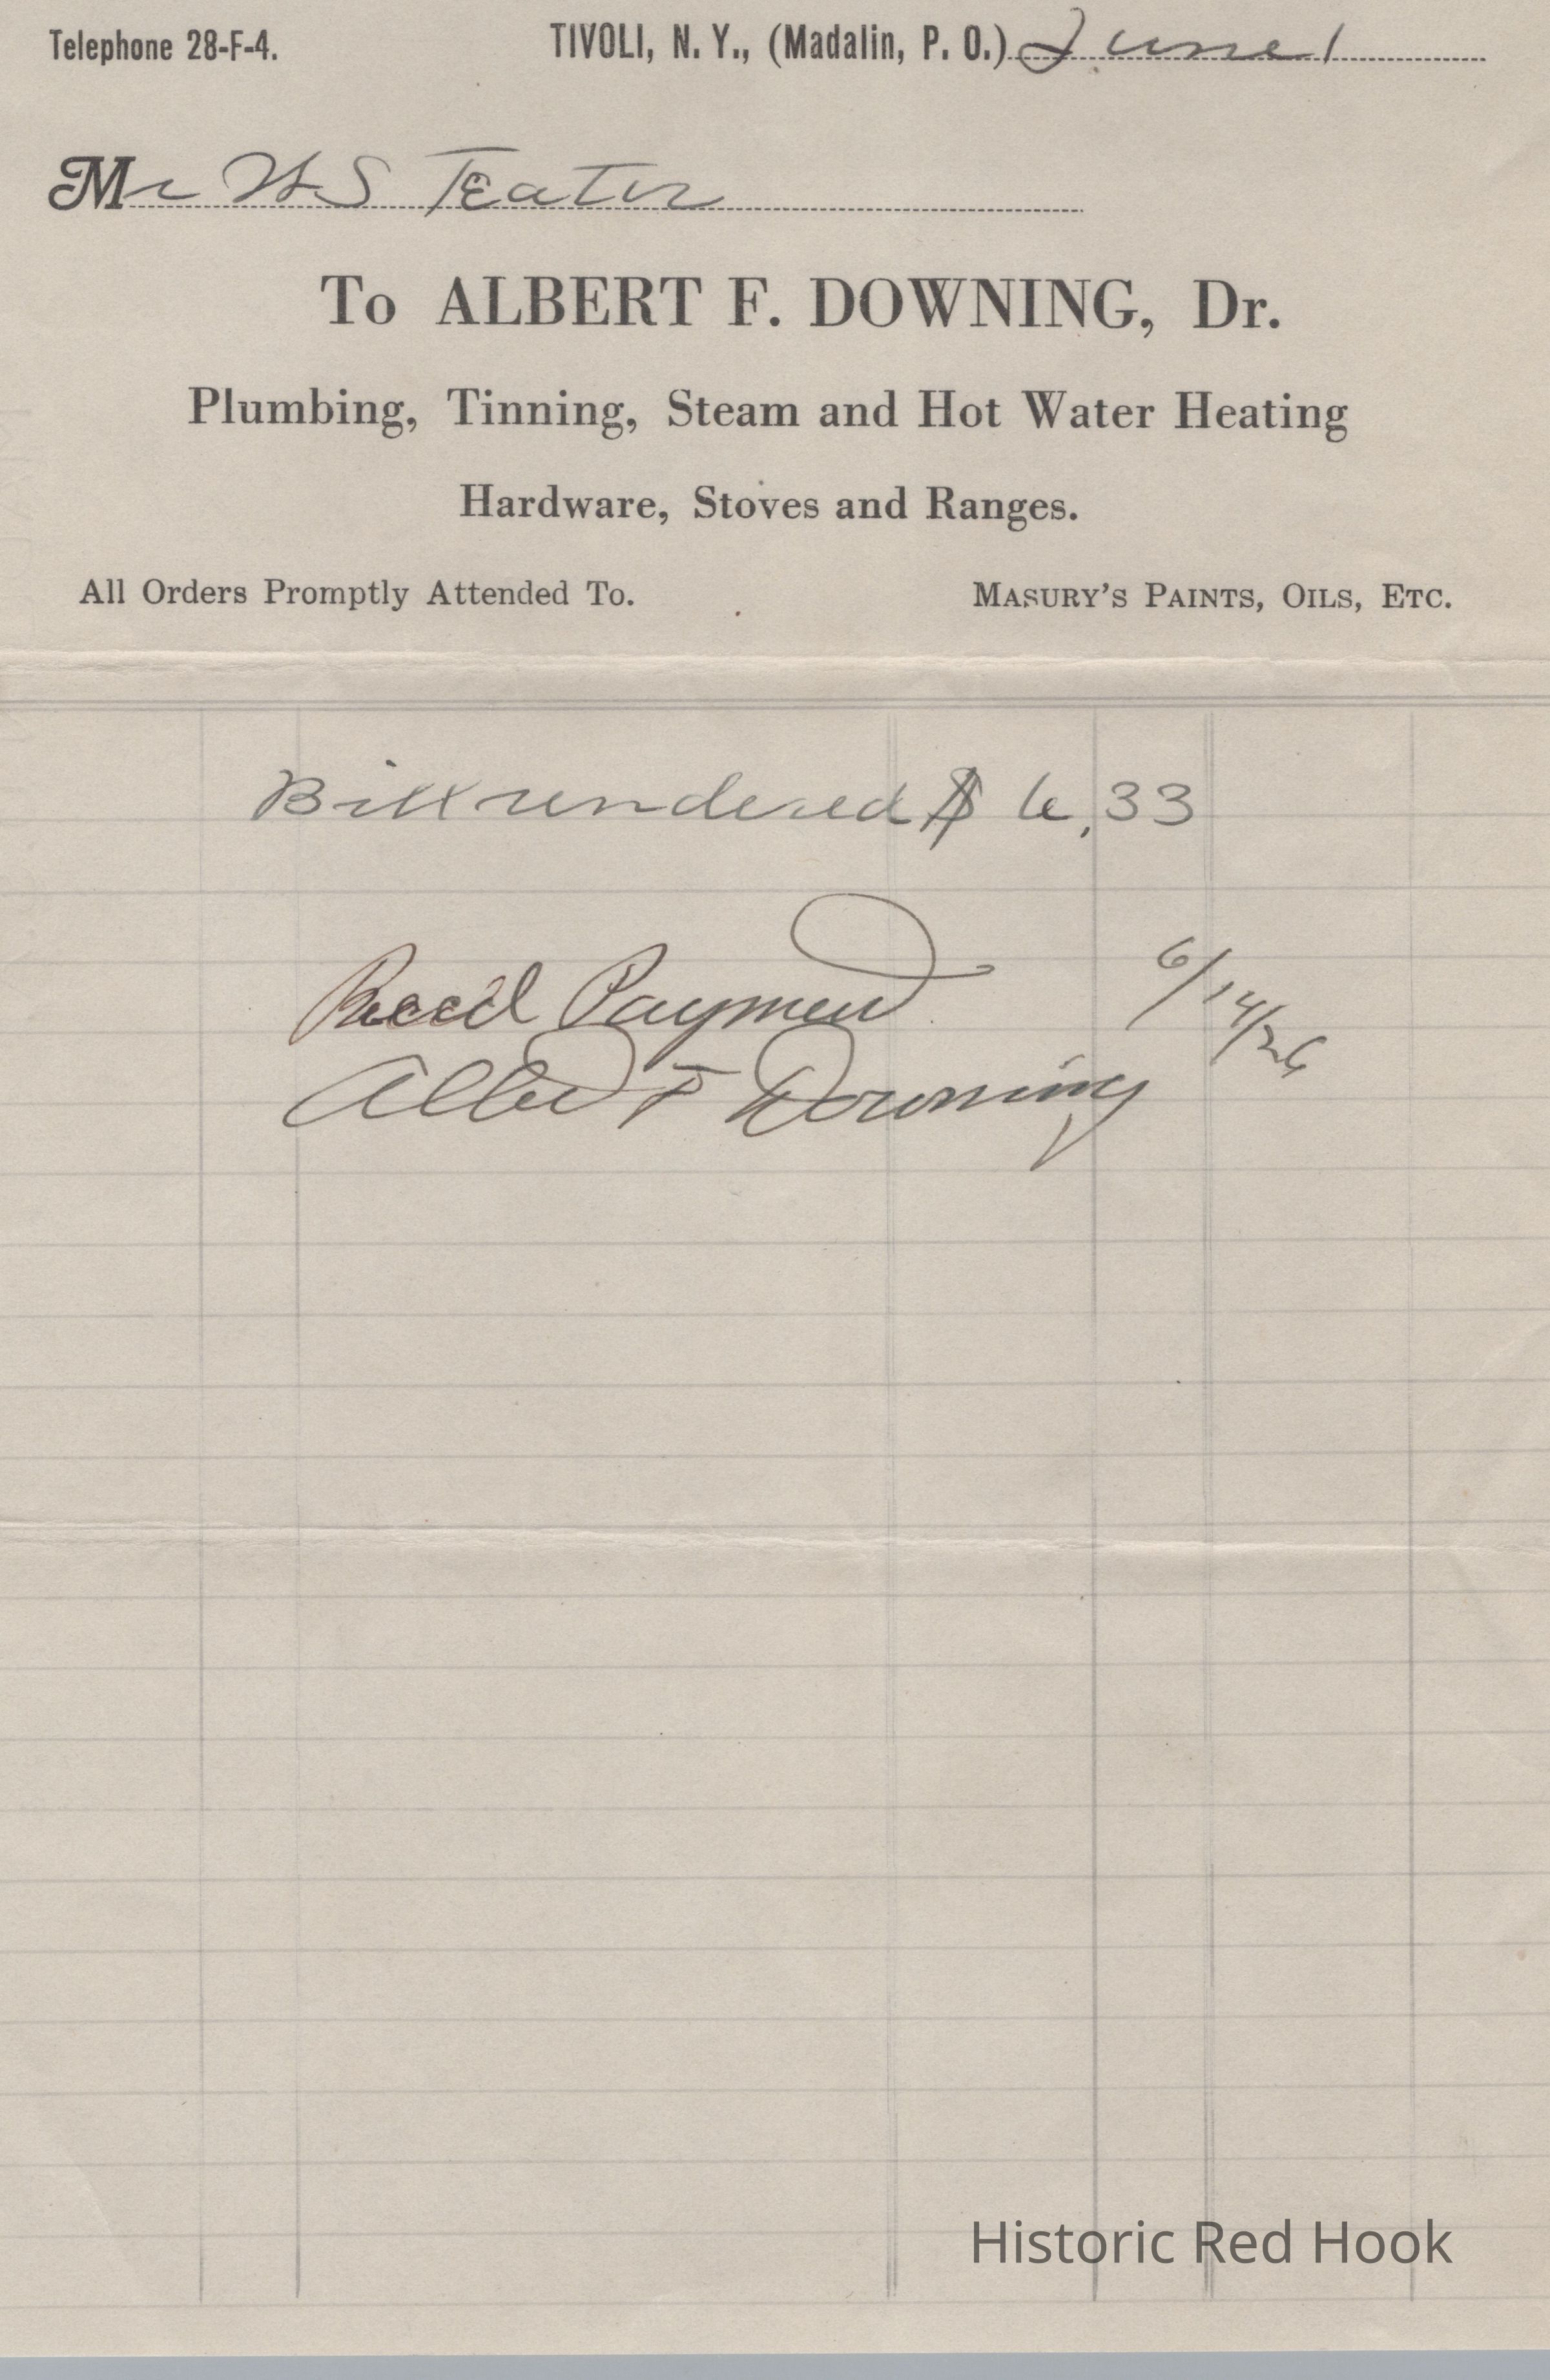 Telephone 28-F-4. TIVOLI, N. Y., (Madalin, P. O.) June 1
Mr H S Teator
To ALBERT F. DOWNING, Dr.
Plumbing, Tinning, Steam and Hot Water Heating
Hardware, Stoves and Ranges.
All Orders Promptly Attended To. MASURY'S PAINTS, OILS, ETC.
Bill rendered $ 6.33
Recd Payment 6/14/26
Albert F Downing
Historic Red Hook